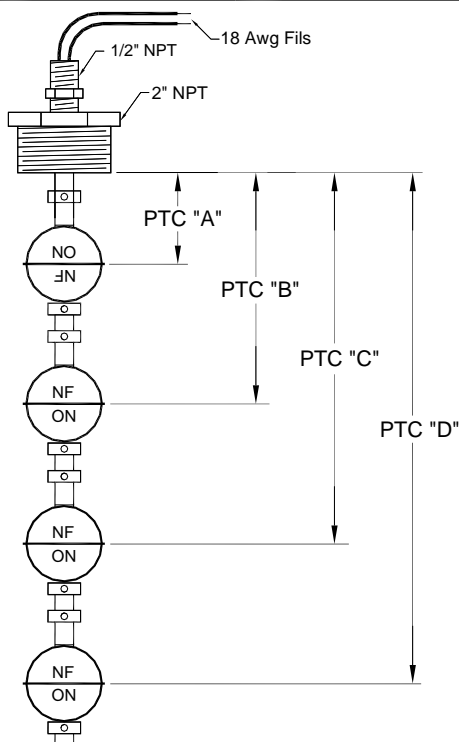 18 Awg Fils
1/2" NPT
2" NPT
PTC "A"
NO
NF
PTC "B"
PTC "C"
NF
ON
PTC "D"
NF
ON
NF
ON